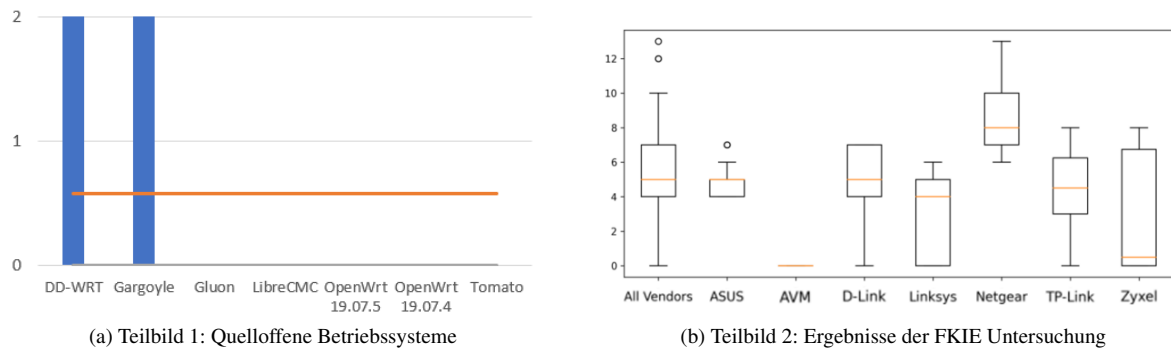 2
1
0
DD-WRT Gargoyle Gluon LibreCMC OpenWrt OpenWrt Tomato
19.07.5 19.07.4
(a) Teilbild 1: Quelloffene Betriebssysteme
12
10
8
6
4
2
0
All Vendors ASUS AVM D-Link Linksys Netgear TP-Link Zyxel
(b) Teilbild 2: Ergebnisse der FKIE Untersuchung